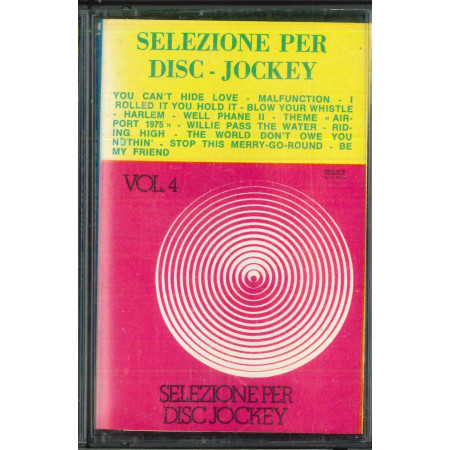 SELEZIONE PER
DISC - JOCKEY
YOU CAN'T HIDE LOVE - MALFUNCTION - I
ROLLED IT YOU HOLD IT - BLOW YOUR WHISTLE
- HARLEM - WELL PHANE II - THEME « AIR-
PORT 1975 » - WILLIE PASS THE WATER - RID-
ING HIGH - THE WORLD DON'T OWE YOU
NOTHIN' - STOP THIS MERRY-GO-ROUND - BE
MY FRIEND
VOL. 4
SELEZIONE PER
DISC JOCKEY